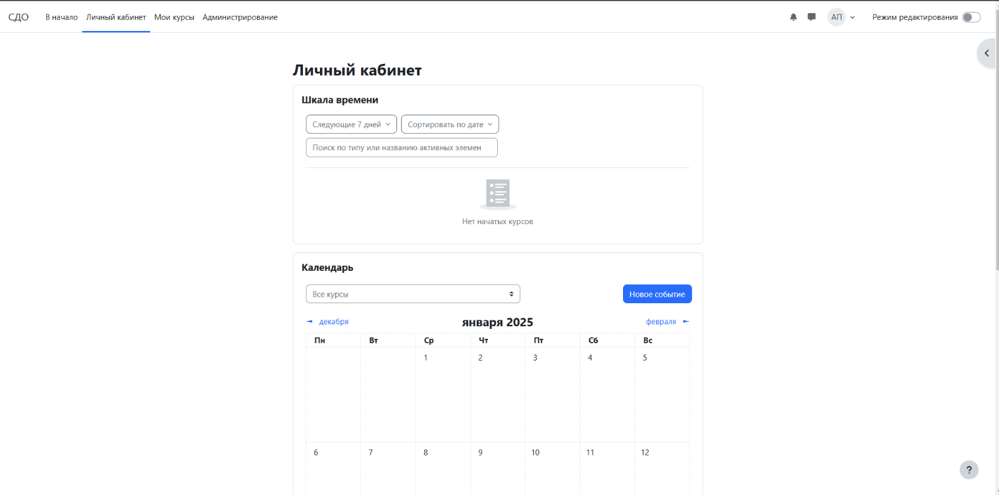 СДО В начало Личный кабинет Мои курсы Администрирование АП Режим редактирования
Личный кабинет
Шкала времени
Следующие 7 дней Сортировать по дате
Поиск по типу или названию активных элемен
Нет начатых курсов
Календарь
Все курсы Новое событие
◄ декабря января 2025 февраля ►
Пн Вт Ср Чт Пт Сб Вс
1 2 3 4 5
6 7 8 9 10 11 12
?